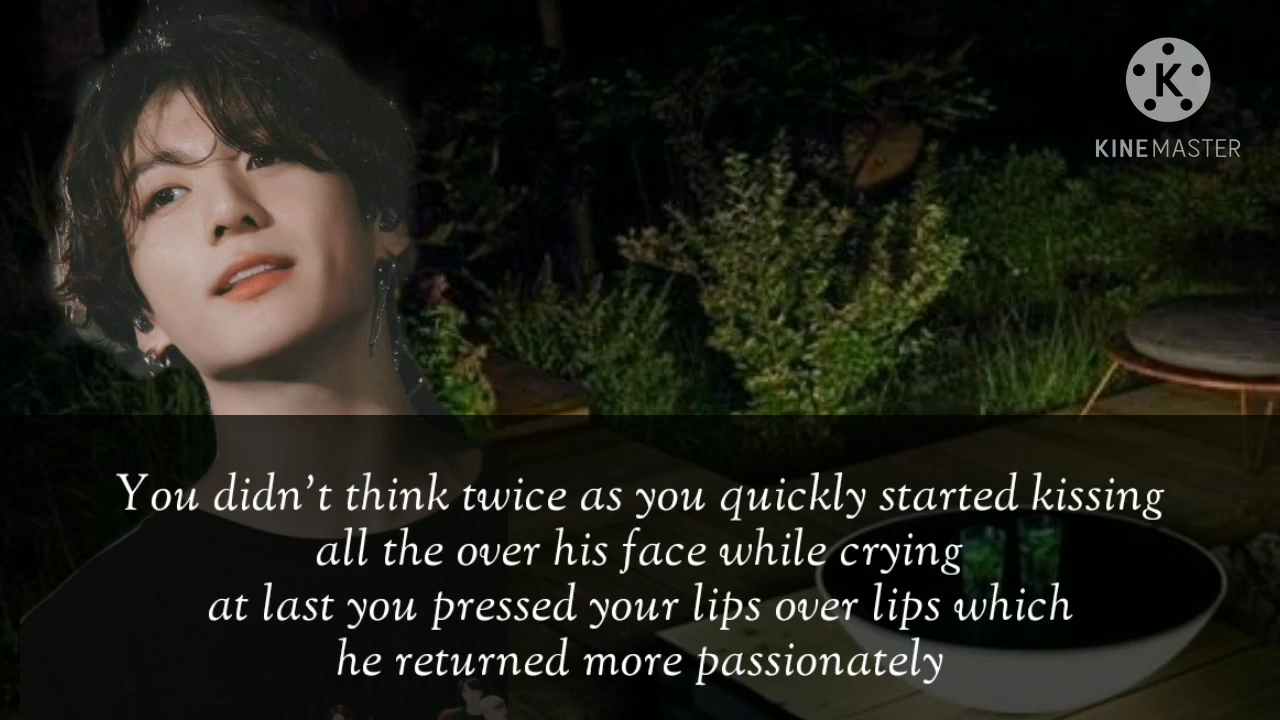 K
KINEMASTER
You didn't think twice as you quickly started kissing
all the over his face while crying
at last you pressed your lips over lips which
he returned more passionately